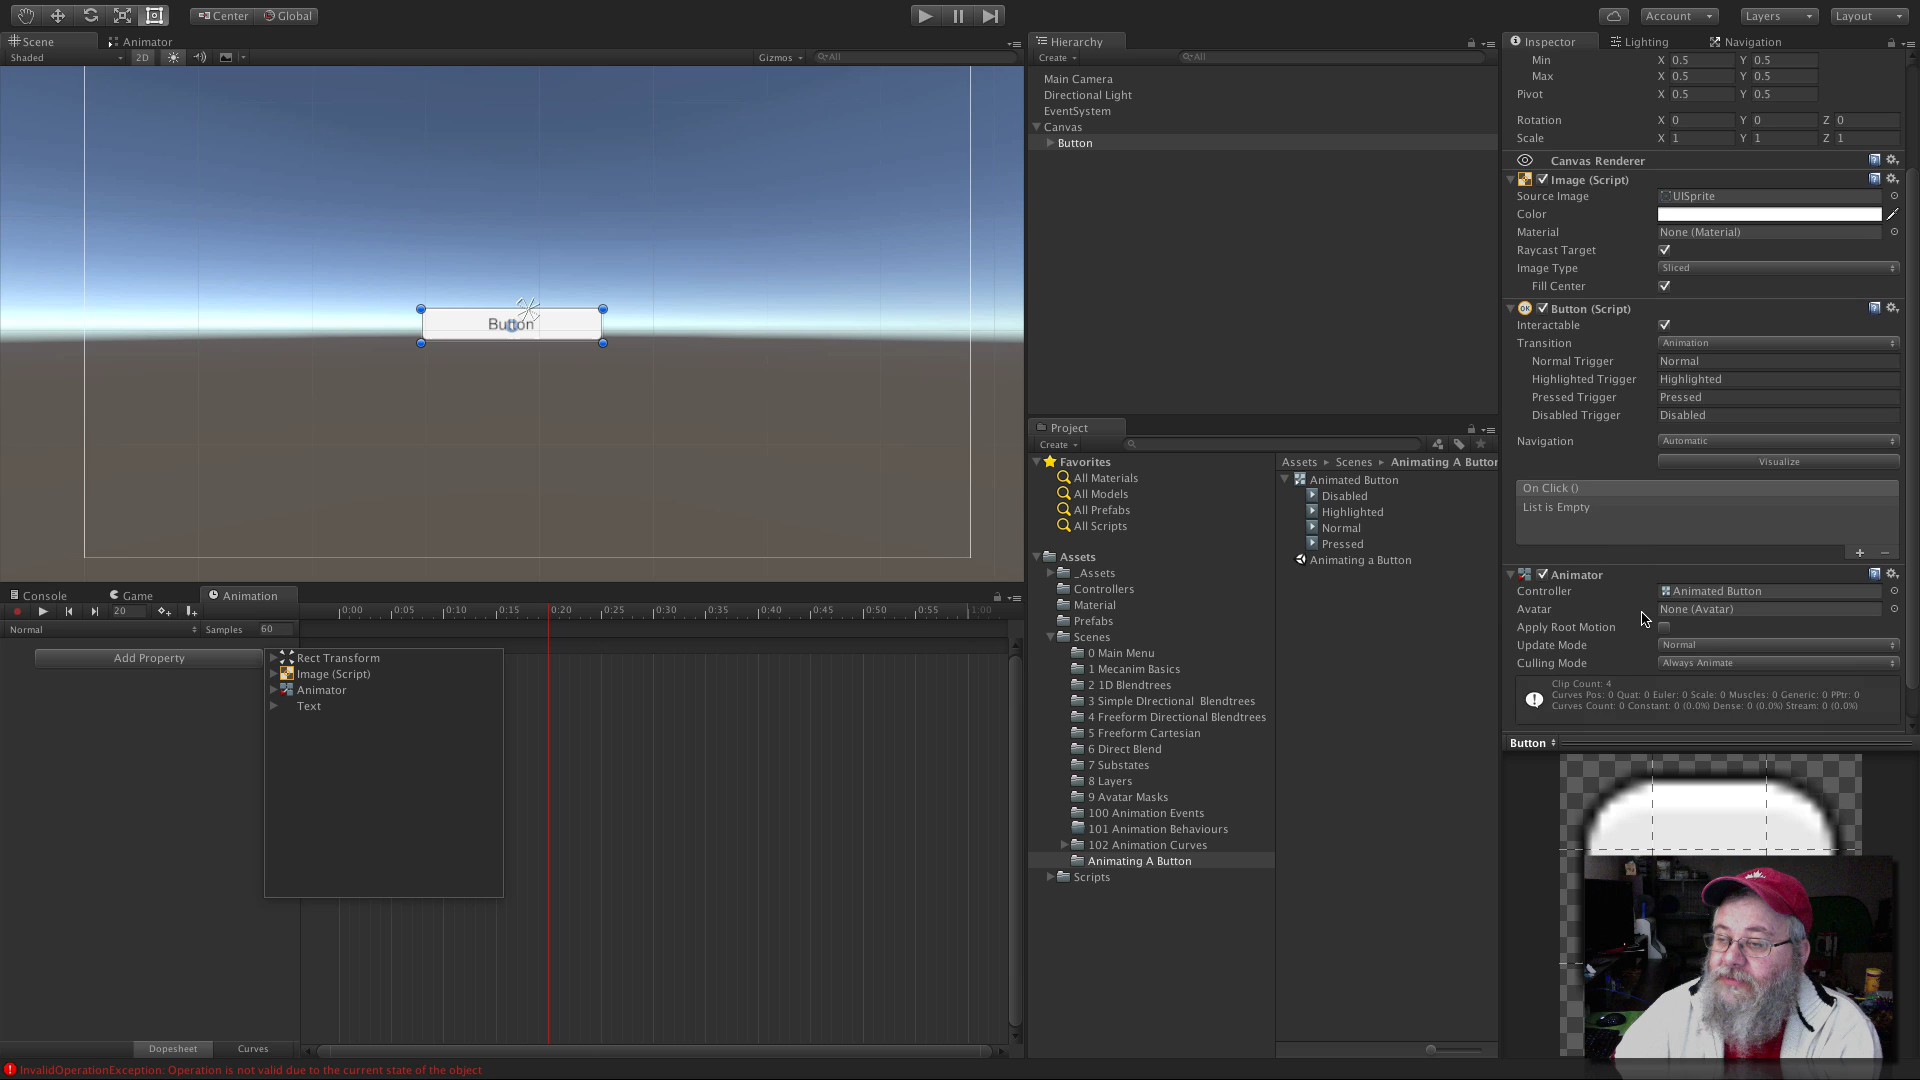 Center
Global
Account
Layers
Layout
Scene
Animator
Shaded
2D
Gizmos
All
Console
Game
Animation
20
0:00
0:05
0:10
0:15
0:20
0:25
0:30
0:35
0:40
0:45
0:50
0:55
1:00
Normal
Samples
60
Add Property
Rect Transform
Image (Script)
Animator
Text
Dopesheet
Curves
InvalidOperationException: Operation is not valid due to the current state of the object
Button
Hierarchy
Create
All
Main Camera
Directional Light
EventSystem
Canvas
Button
Project
Create
Favorites
All Materials
All Models
All Prefabs
All Scripts
Assets
_Assets
Controllers
Material
Prefabs
Scenes
0 Main Menu
1 Mecanim Basics
2 1D Blendtrees
3 Simple DIrectional Blendtrees
4 Freeform Directional Blendtrees
5 Freeform Cartesian
6 Direct Blend
7 Substates
8 Layers
9 Avatar Masks
100 Animation Events
101 Animation Behaviours
102 Animation Curves
Animating A Button
Scripts
Assets
Scenes
Animating A Button
Animated Button
Disabled
Highlighted
Normal
Pressed
Animating a Button
Inspector
Lighting
Navigation
Min X 0.5 Y 0.5
Max X 0.5 Y 0.5
Pivot X 0.5 Y 0.5
Rotation X 0 Y 0 Z 0
Scale X 1 Y 1 Z 1
Canvas Renderer
Image (Script)
Source Image UISprite
Color
Material None (Material)
Raycast Target
Image Type Sliced
Fill Center
OK Button (Script)
Interactable
Transition Animation
Normal Trigger Normal
Highlighted Trigger Highlighted
Pressed Trigger Pressed
Disabled Trigger Disabled
Navigation Automatic
Visualize
On Click ()
List is Empty
Animator
Controller Animated Button
Avatar None (Avatar)
Apply Root Motion
Update Mode Normal
Culling Mode Always Animate
Clip Count: 4
Curves Pos: 0 Quat: 0 Euler: 0 Scale: 0 Muscles: 0 Generic: 0 PPtr: 0
Curves Count: 0 Constant: 0 (0.0%) Dense: 0 (0.0%) Stream: 0 (0.0%)
Button